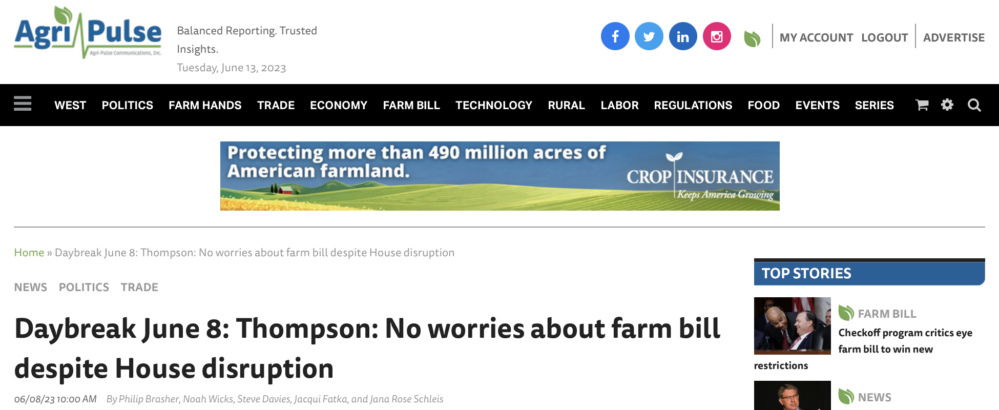 Agri Pulse
Agri-Pulse Communications, Inc.
Balanced Reporting. Trusted
Insights.
Tuesday, June 13, 2023
MY ACCOUNT LOGOUT ADVERTISE
WEST POLITICS FARM HANDS TRADE ECONOMY FARM BILL TECHNOLOGY RURAL LABOR REGULATIONS FOOD EVENTS SERIES
Protecting more than 490 million acres of
American farmland.
CROP INSURANCE
Keeps America Growing
Home » Daybreak June 8: Thompson: No worries about farm bill despite House disruption
NEWS POLITICS TRADE
Daybreak June 8: Thompson: No worries about farm bill
despite House disruption
06/08/23 10:00 AM By Philip Brasher, Noah Wicks, Steve Davies, Jacqui Fatka, and Jana Rose Schleis
TOP STORIES
FARM BILL
Checkoff program critics eye
farm bill to win new
restrictions
NEWS